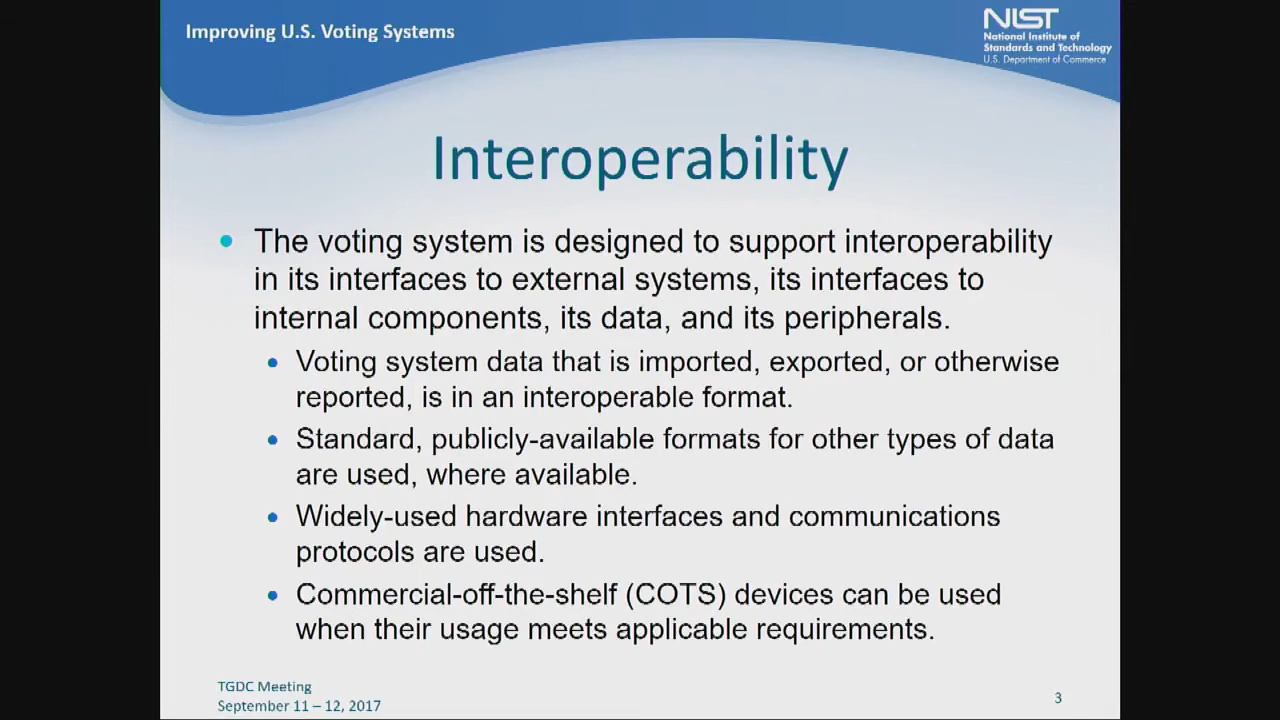 Improving U.S. Voting Systems
NIST
National Institute of
Standards and Technology
U.S. Department of Commerce
Interoperability
• The voting system is designed to support interoperability
in its interfaces to external systems, its interfaces to
internal components, its data, and its peripherals.
• Voting system data that is imported, exported, or otherwise
reported, is in an interoperable format.
• Standard, publicly-available formats for other types of data
are used, where available.
• Widely-used hardware interfaces and communications
protocols are used.
• Commercial-off-the-shelf (COTS) devices can be used
when their usage meets applicable requirements.
TGDC Meeting
September 11 – 12, 2017
3